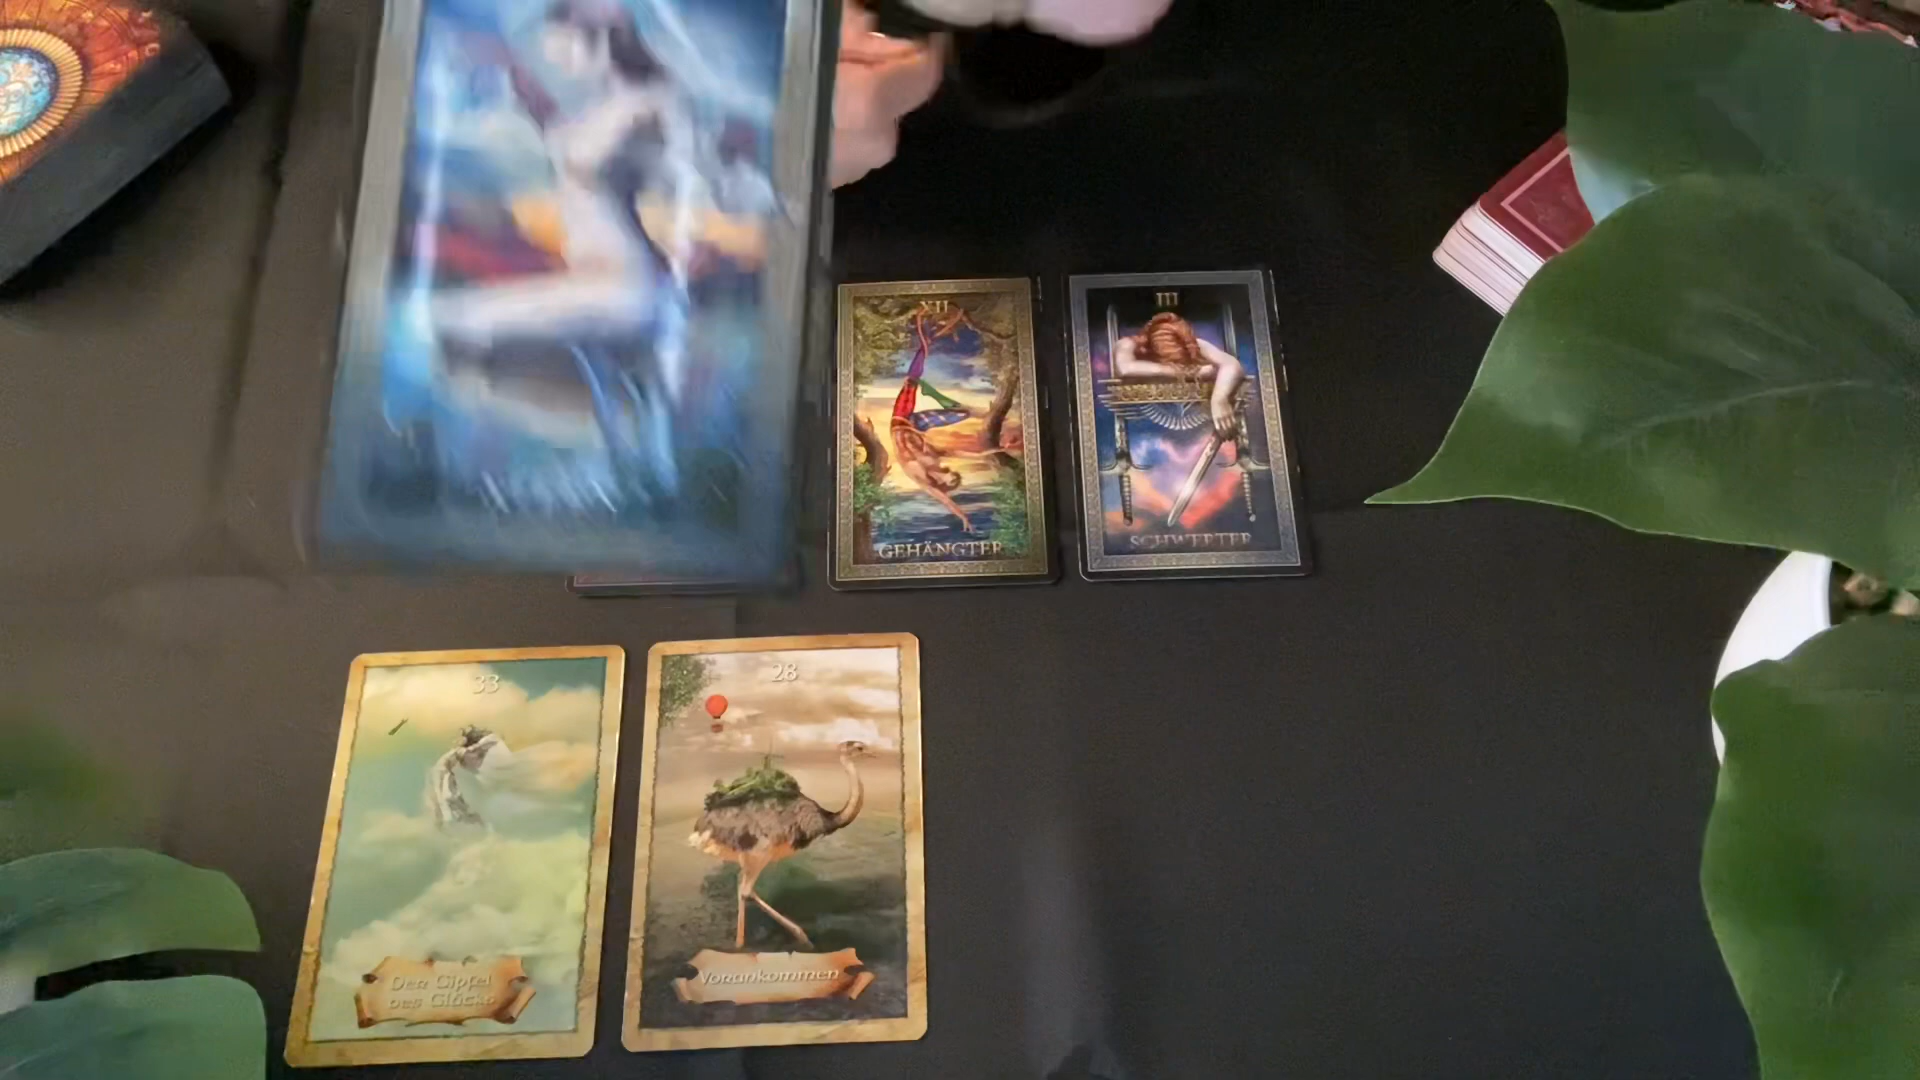 XII
GEHÄNGTER
III
SCHWERTER
33
Der Gipfel
des Glücks
28
Vorankommen